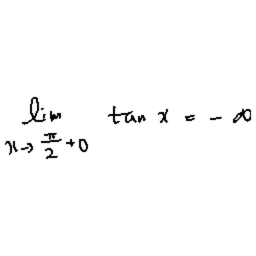 lim x→π/2+0 tan x = -∞